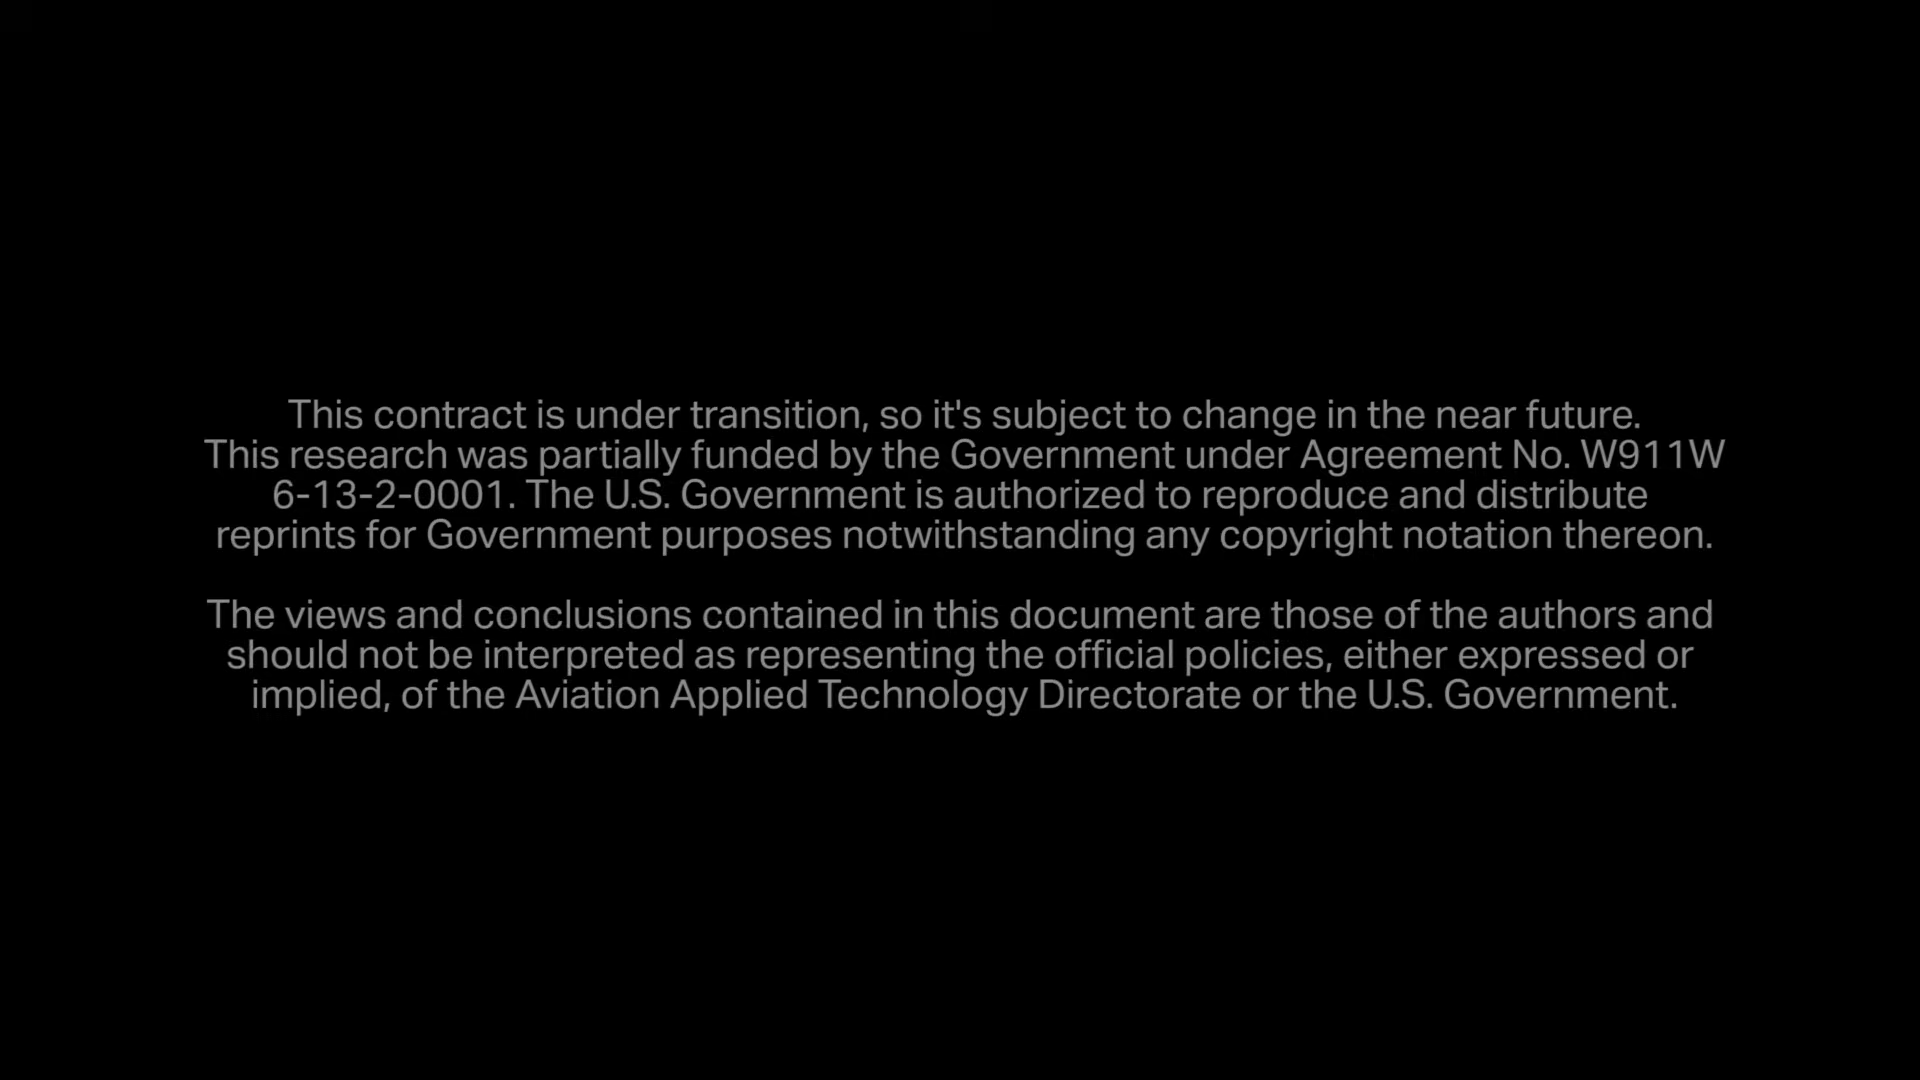 This contract is under transition, so it's subject to change in the near future.
This research was partially funded by the Government under Agreement No. W911W
6-13-2-0001. The U.S. Government is authorized to reproduce and distribute
reprints for Government purposes notwithstanding any copyright notation thereon.
The views and conclusions contained in this document are those of the authors and
should not be interpreted as representing the official policies, either expressed or
implied, of the Aviation Applied Technology Directorate or the U.S. Government.